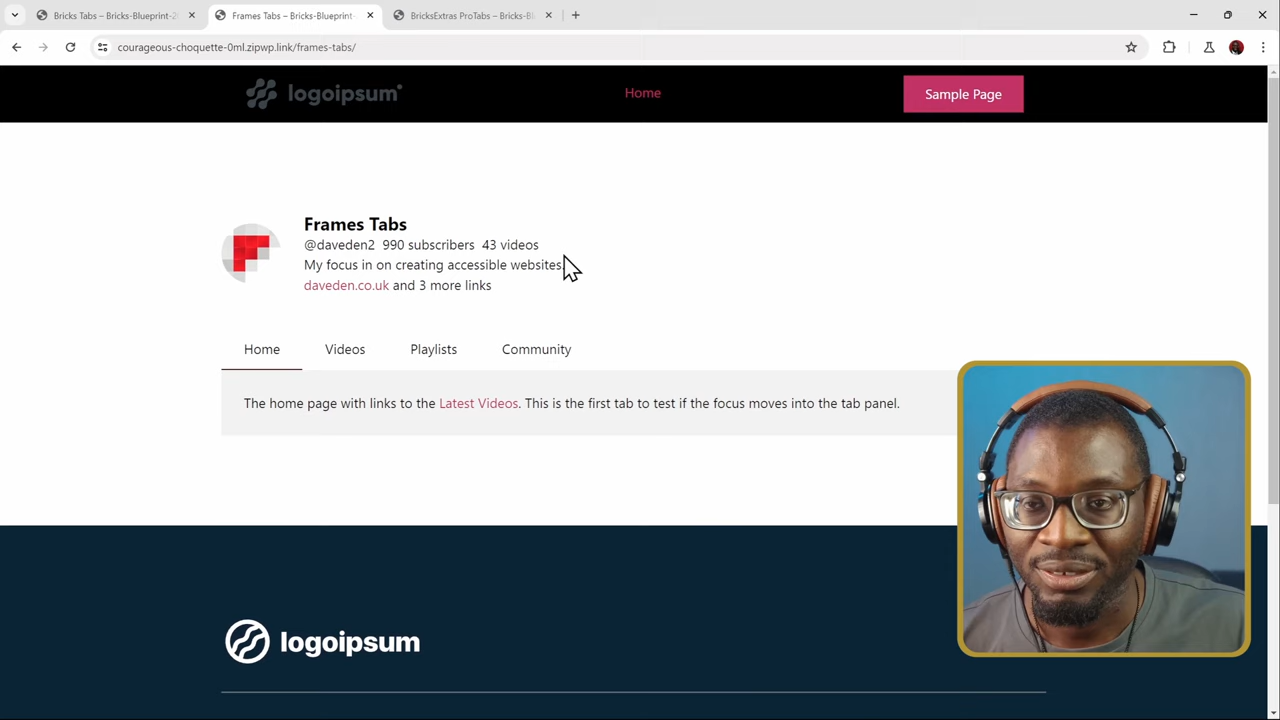 Bricks Tabs – Bricks-Blueprint-2
Frames Tabs – Bricks-Blueprint-
BricksExtras ProTabs – Bricks-Bl
courageous-choquette-0ml.zipwp.link/frames-tabs/
logoipsum
Home
Sample Page
Frames Tabs
@daveden2 990 subscribers 43 videos
My focus in on creating accessible websites
daveden.co.uk and 3 more links
Home
Videos
Playlists
Community
The home page with links to the Latest Videos. This is the first tab to test if the focus moves into the tab panel.
logoipsum